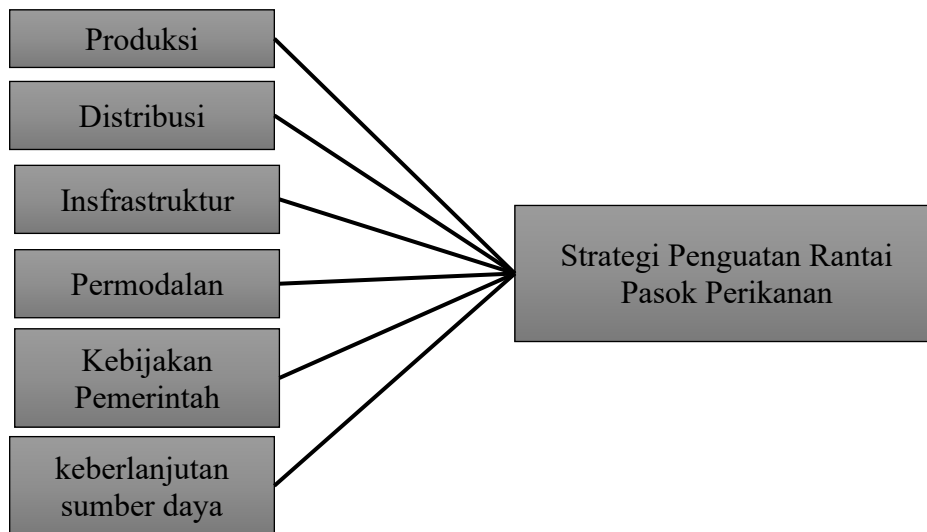 Produksi
Distribusi
Insfrastruktur
Permodalan
Kebijakan
Pemerintah
keberlanjutan
sumber daya
Strategi Penguatan Rantai
Pasok Perikanan